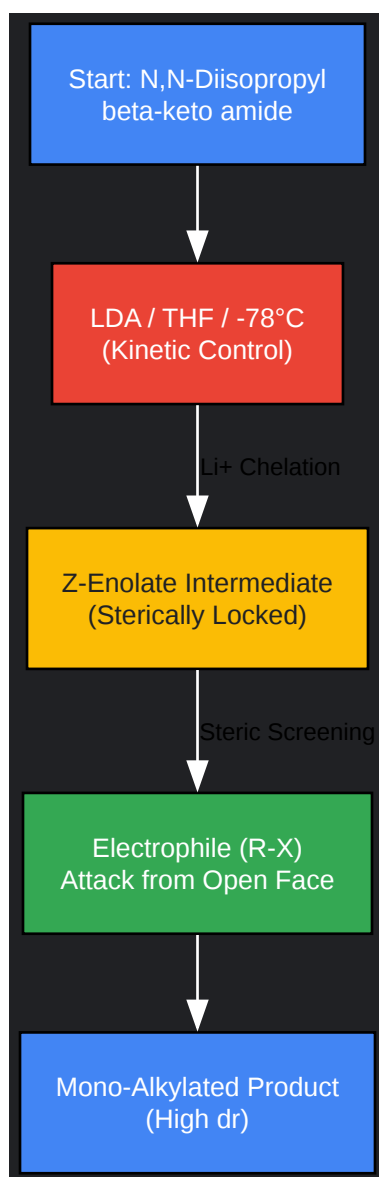 Start: N,N-Diisopropyl
beta-keto amide
LDA / THF / -78°C
(Kinetic Control)
Li+ Chelation
Z-Enolate Intermediate
(Sterically Locked)
Steric Screening
Electrophile (R-X)
Attack from Open Face
Mono-Alkylated Product
(High dr)